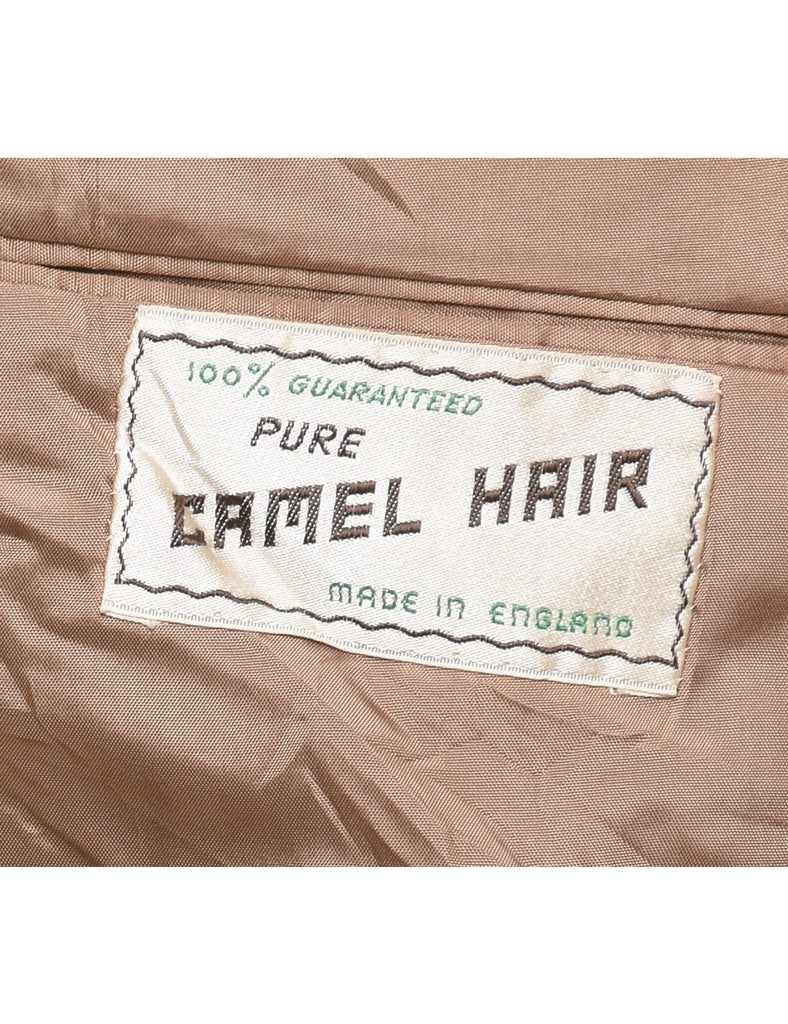 100% GUARANTEED
PURE
CAMEL HAIR
MADE IN ENGLAND